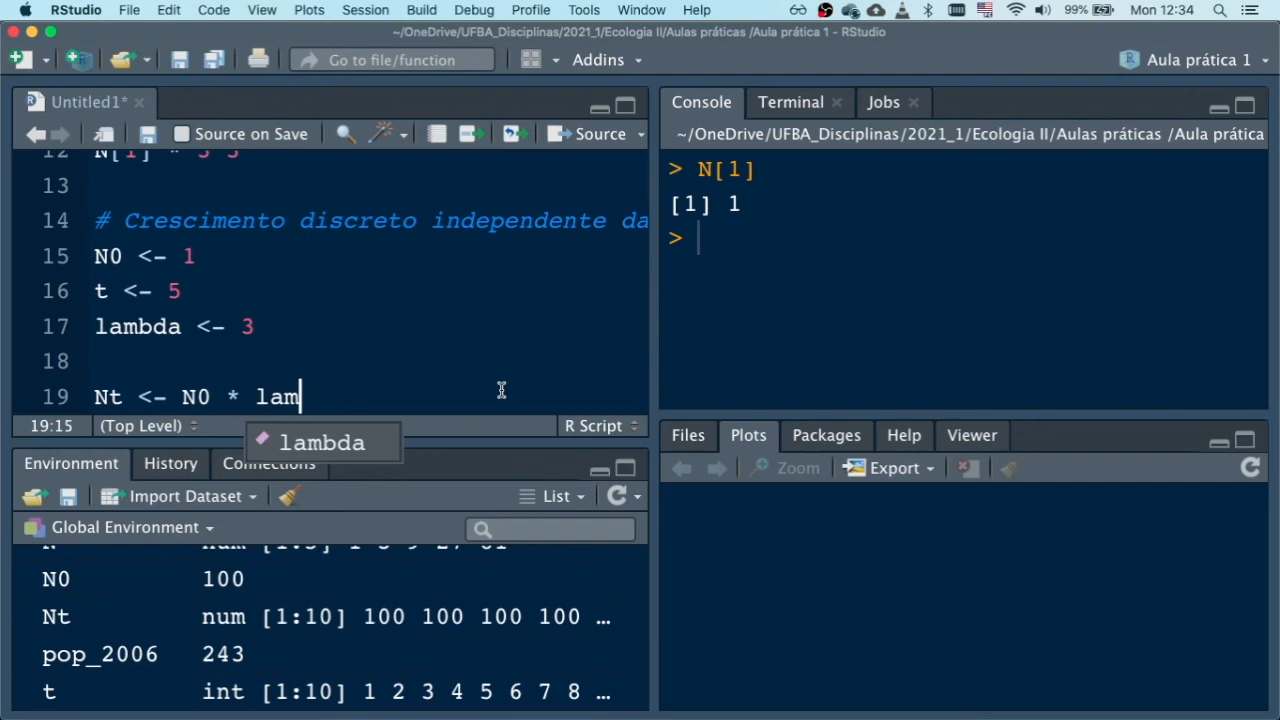 RStudio File Edit Code View Plots Session Build Debug Profile Tools Window Help 99% Mon 12:34
~/OneDrive/UFBA_Disciplinas/2021_1/Ecologia II/Aulas práticas /Aula prática 1 - RStudio
Go to file/function Addins Aula prática 1
Untitled1*
Source on Save Source
12 N[1] *
13
14 # Crescimento discreto independente da
15 N0 <- 1
16 t <- 5
17 lambda <- 3
18
19 Nt <- N0 * lam
lambda
19:15 (Top Level) R Script
Console Terminal Jobs
~/OneDrive/UFBA_Disciplinas/2021_1/Ecologia II/Aulas práticas /Aula prática
> N[1]
[1] 1
>
Environment History Connections
Import Dataset List
Global Environment
N num
N0 100
Nt num [1:10] 100 100 100 100 ...
pop_2006 243
t int [1:10] 1 2 3 4 5 6 7 8 ...
Files Plots Packages Help Viewer
Zoom Export